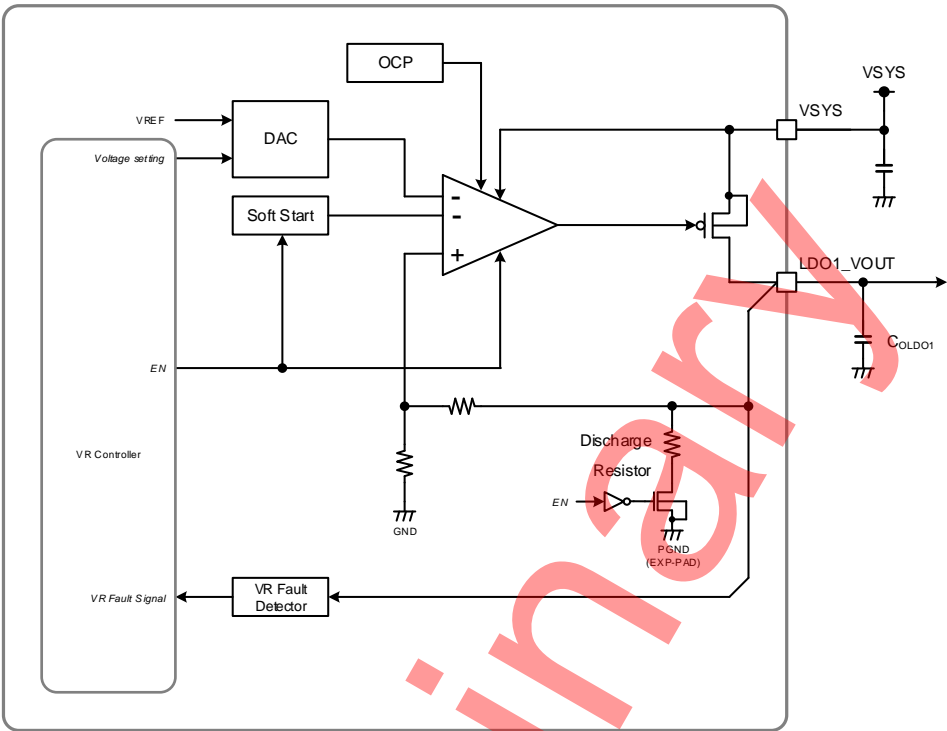 OCP
VSYS
VSYS
VREF
DAC
Voltage setting
-
Soft Start
-
+
LDO1_VOUT
COLDO1
EN
Discharge
Resistor
VR Controller
EN
GND
PGND
(EXP-PAD)
VR Fault
Detector
VR Fault Signal
inary